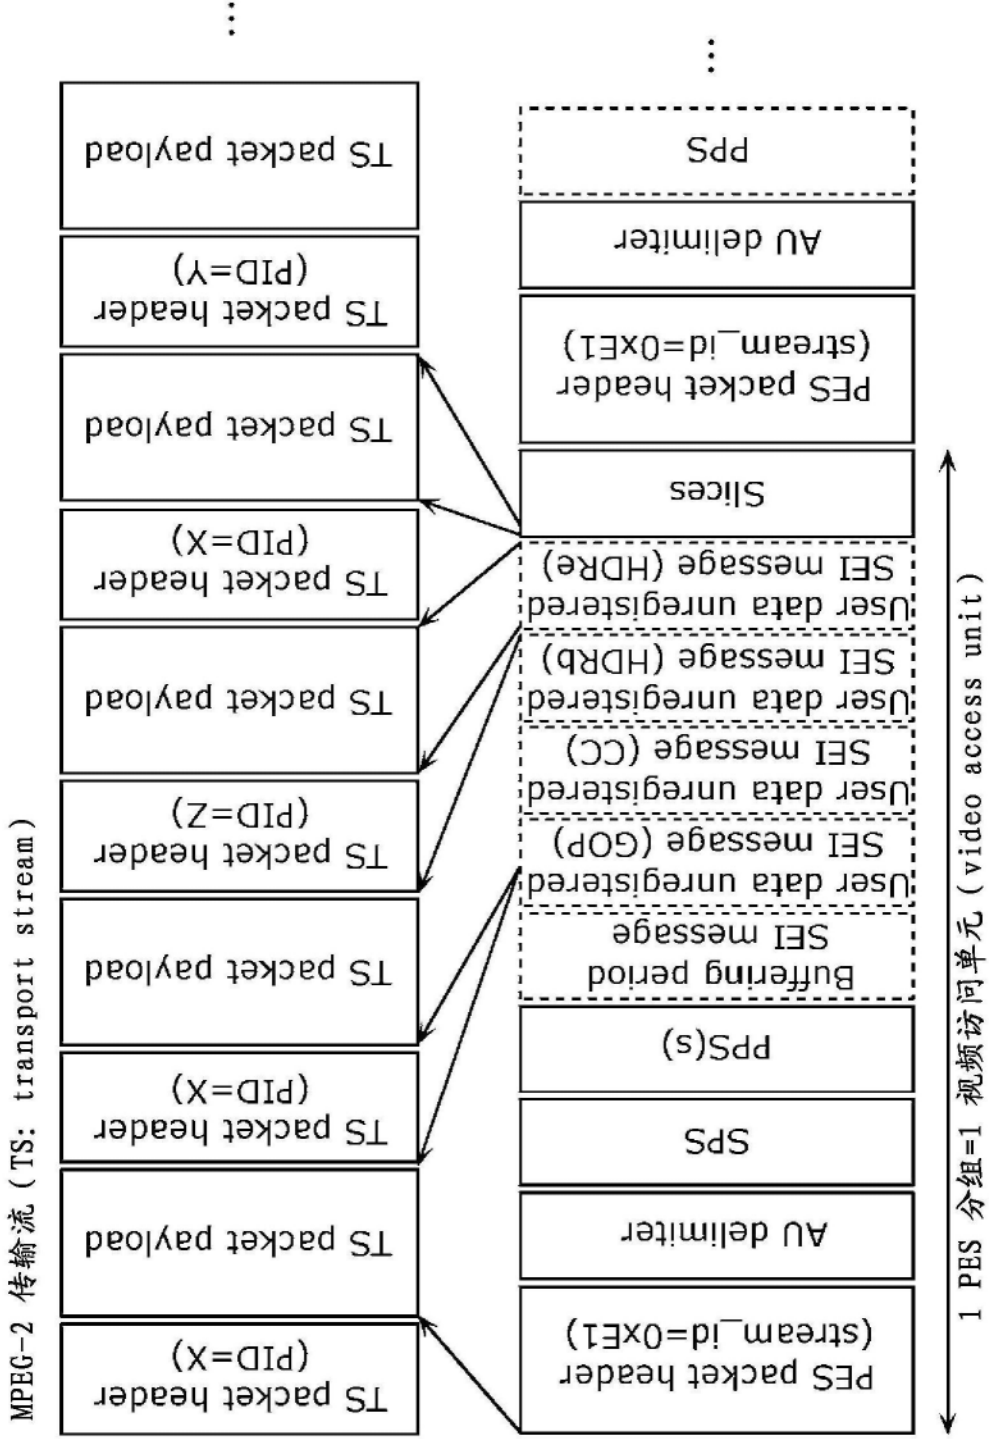 MPEG-2 传输流 (TS: transport stream)
TS packet header
(PID=X)
TS packet payload
TS packet header
(PID=X)
TS packet payload
TS packet header
(PID=Z)
TS packet payload
TS packet header
(PID=X)
TS packet payload
TS packet header
(PID=Y)
TS packet payload
...
PES packet header
(stream_id=0xE1)
AU delimiter
SPS
PPS(s)
Buffering period
SEI message
User data unregistered
SEI message (GOP)
User data unregistered
SEI message (CC)
User data unregistered
SEI message (HDRb)
User data unregistered
SEI message (HDRe)
Slices
PES packet header
(stream_id=0xE1)
AU delimiter
PPS
...
1 PES 分组=1 视频访问单元 (video access unit)